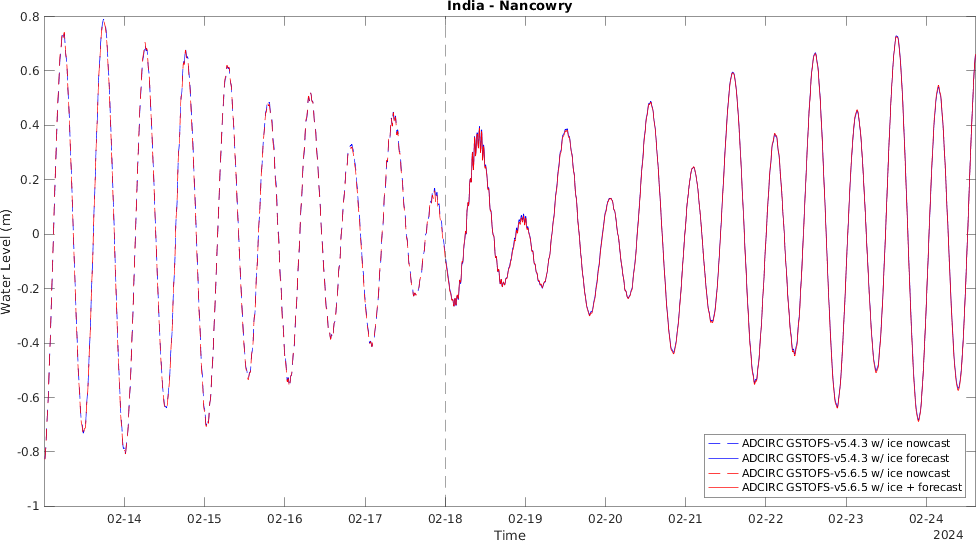 India - Nancowry
Water Level (m)
0.8
0.6
0.4
0.2
0
-0.2
-0.4
-0.6
-0.8
-1
ADCIRC GSTOFS-v5.4.3 w/ ice nowcast
ADCIRC GSTOFS-v5.4.3 w/ ice forecast
ADCIRC GSTOFS-v5.6.5 w/ ice nowcast
ADCIRC GSTOFS-v5.6.5 w/ ice + forecast
02-14 02-15 02-16 02-17 02-18 02-19 02-20 02-21 02-22 02-23 02-24
Time
2024